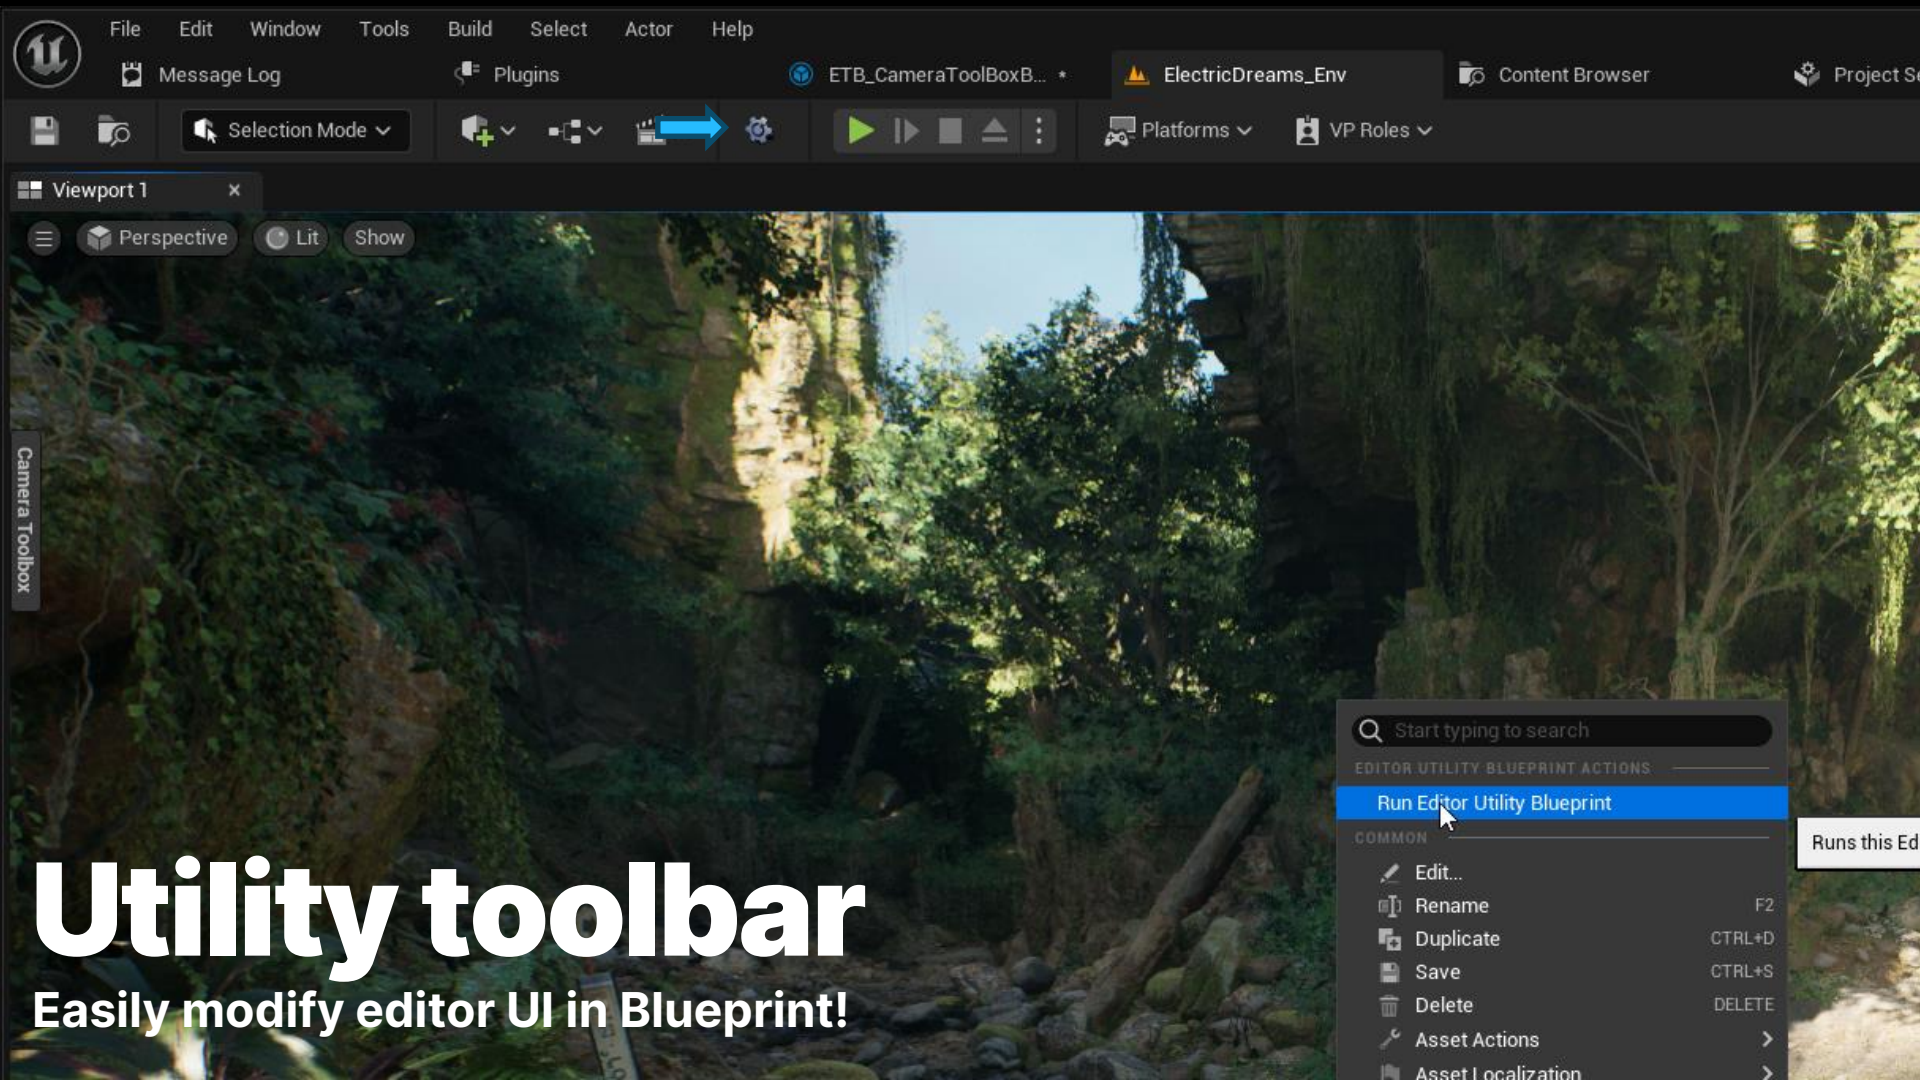 File Edit Window Tools Build Select Actor Help
Message Log Plugins ETB_CameraToolBoxB... * ElectricDreams_Env Content Browser Project Se
Selection Mode Platforms VP Roles
Viewport 1
Perspective Lit Show
Camera Toolbox
Start typing to search
EDITOR UTILITY BLUEPRINT ACTIONS
Run Editor Utility Blueprint
COMMON
Runs this Ed
Edit...
Rename F2
Duplicate CTRL+D
Save CTRL+S
Delete DELETE
Asset Actions
Asset Localization
Utility toolbar
Easily modify editor UI in Blueprint!